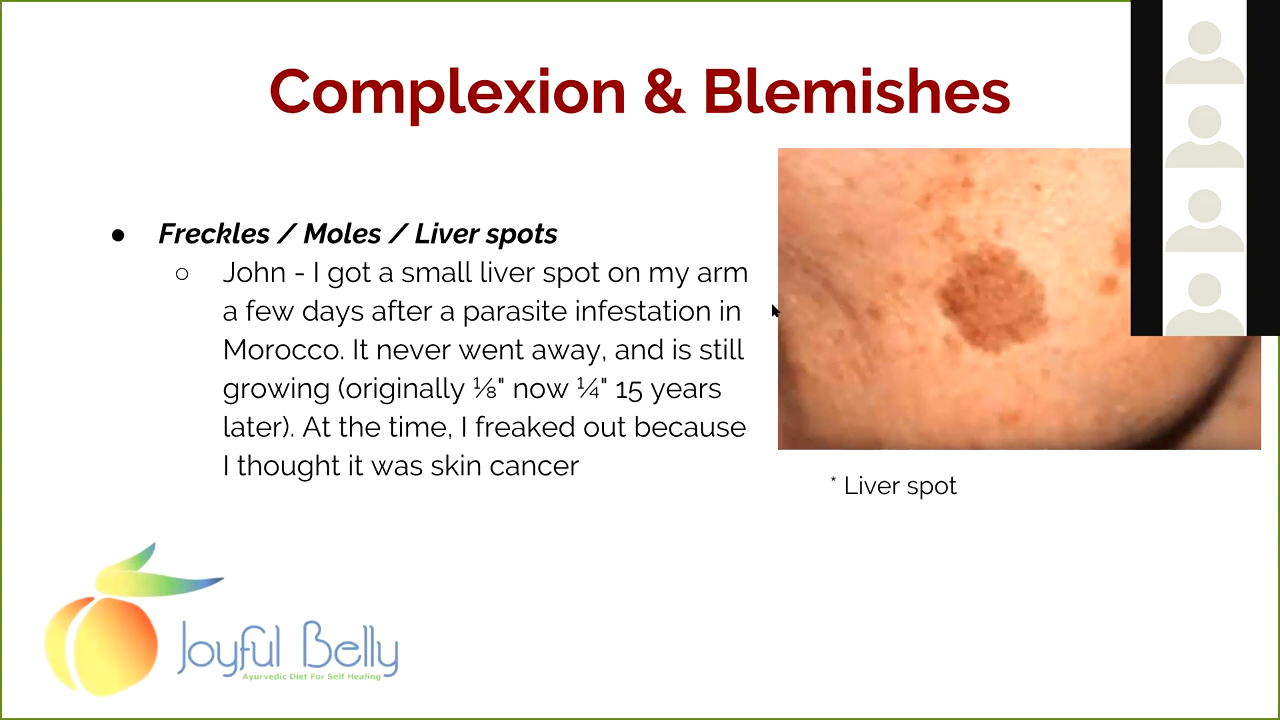 Complexion & Blemishes
● Freckles / Moles / Liver spots
○ John - I got a small liver spot on my arm
a few days after a parasite infestation in
Morocco. It never went away, and is still
growing (originally ⅛" now ¼" 15 years
later). At the time, I freaked out because
I thought it was skin cancer
* Liver spot
Joyful Belly
Ayurvedic Diet For Self Healing